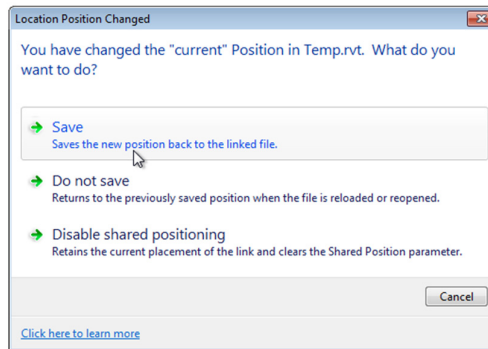 Location Position Changed
You have changed the "current" Position in Temp.rvt. What do you
want to do?
Save
Saves the new position back to the linked file.
Do not save
Returns to the previously saved position when the file is reloaded or reopened.
Disable shared positioning
Retains the current placement of the link and clears the Shared Position parameter.
Cancel
Click here to learn more